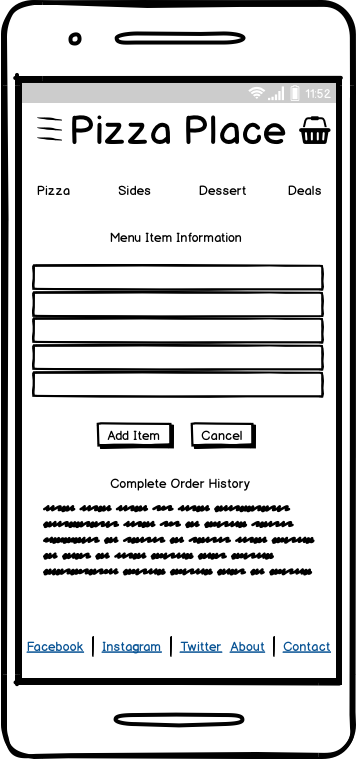 11:52
Pizza Place
Pizza Sides Dessert Deals
Menu Item Information
Add Item Cancel
Complete Order History
Facebook | Instagram | Twitter About | Contact